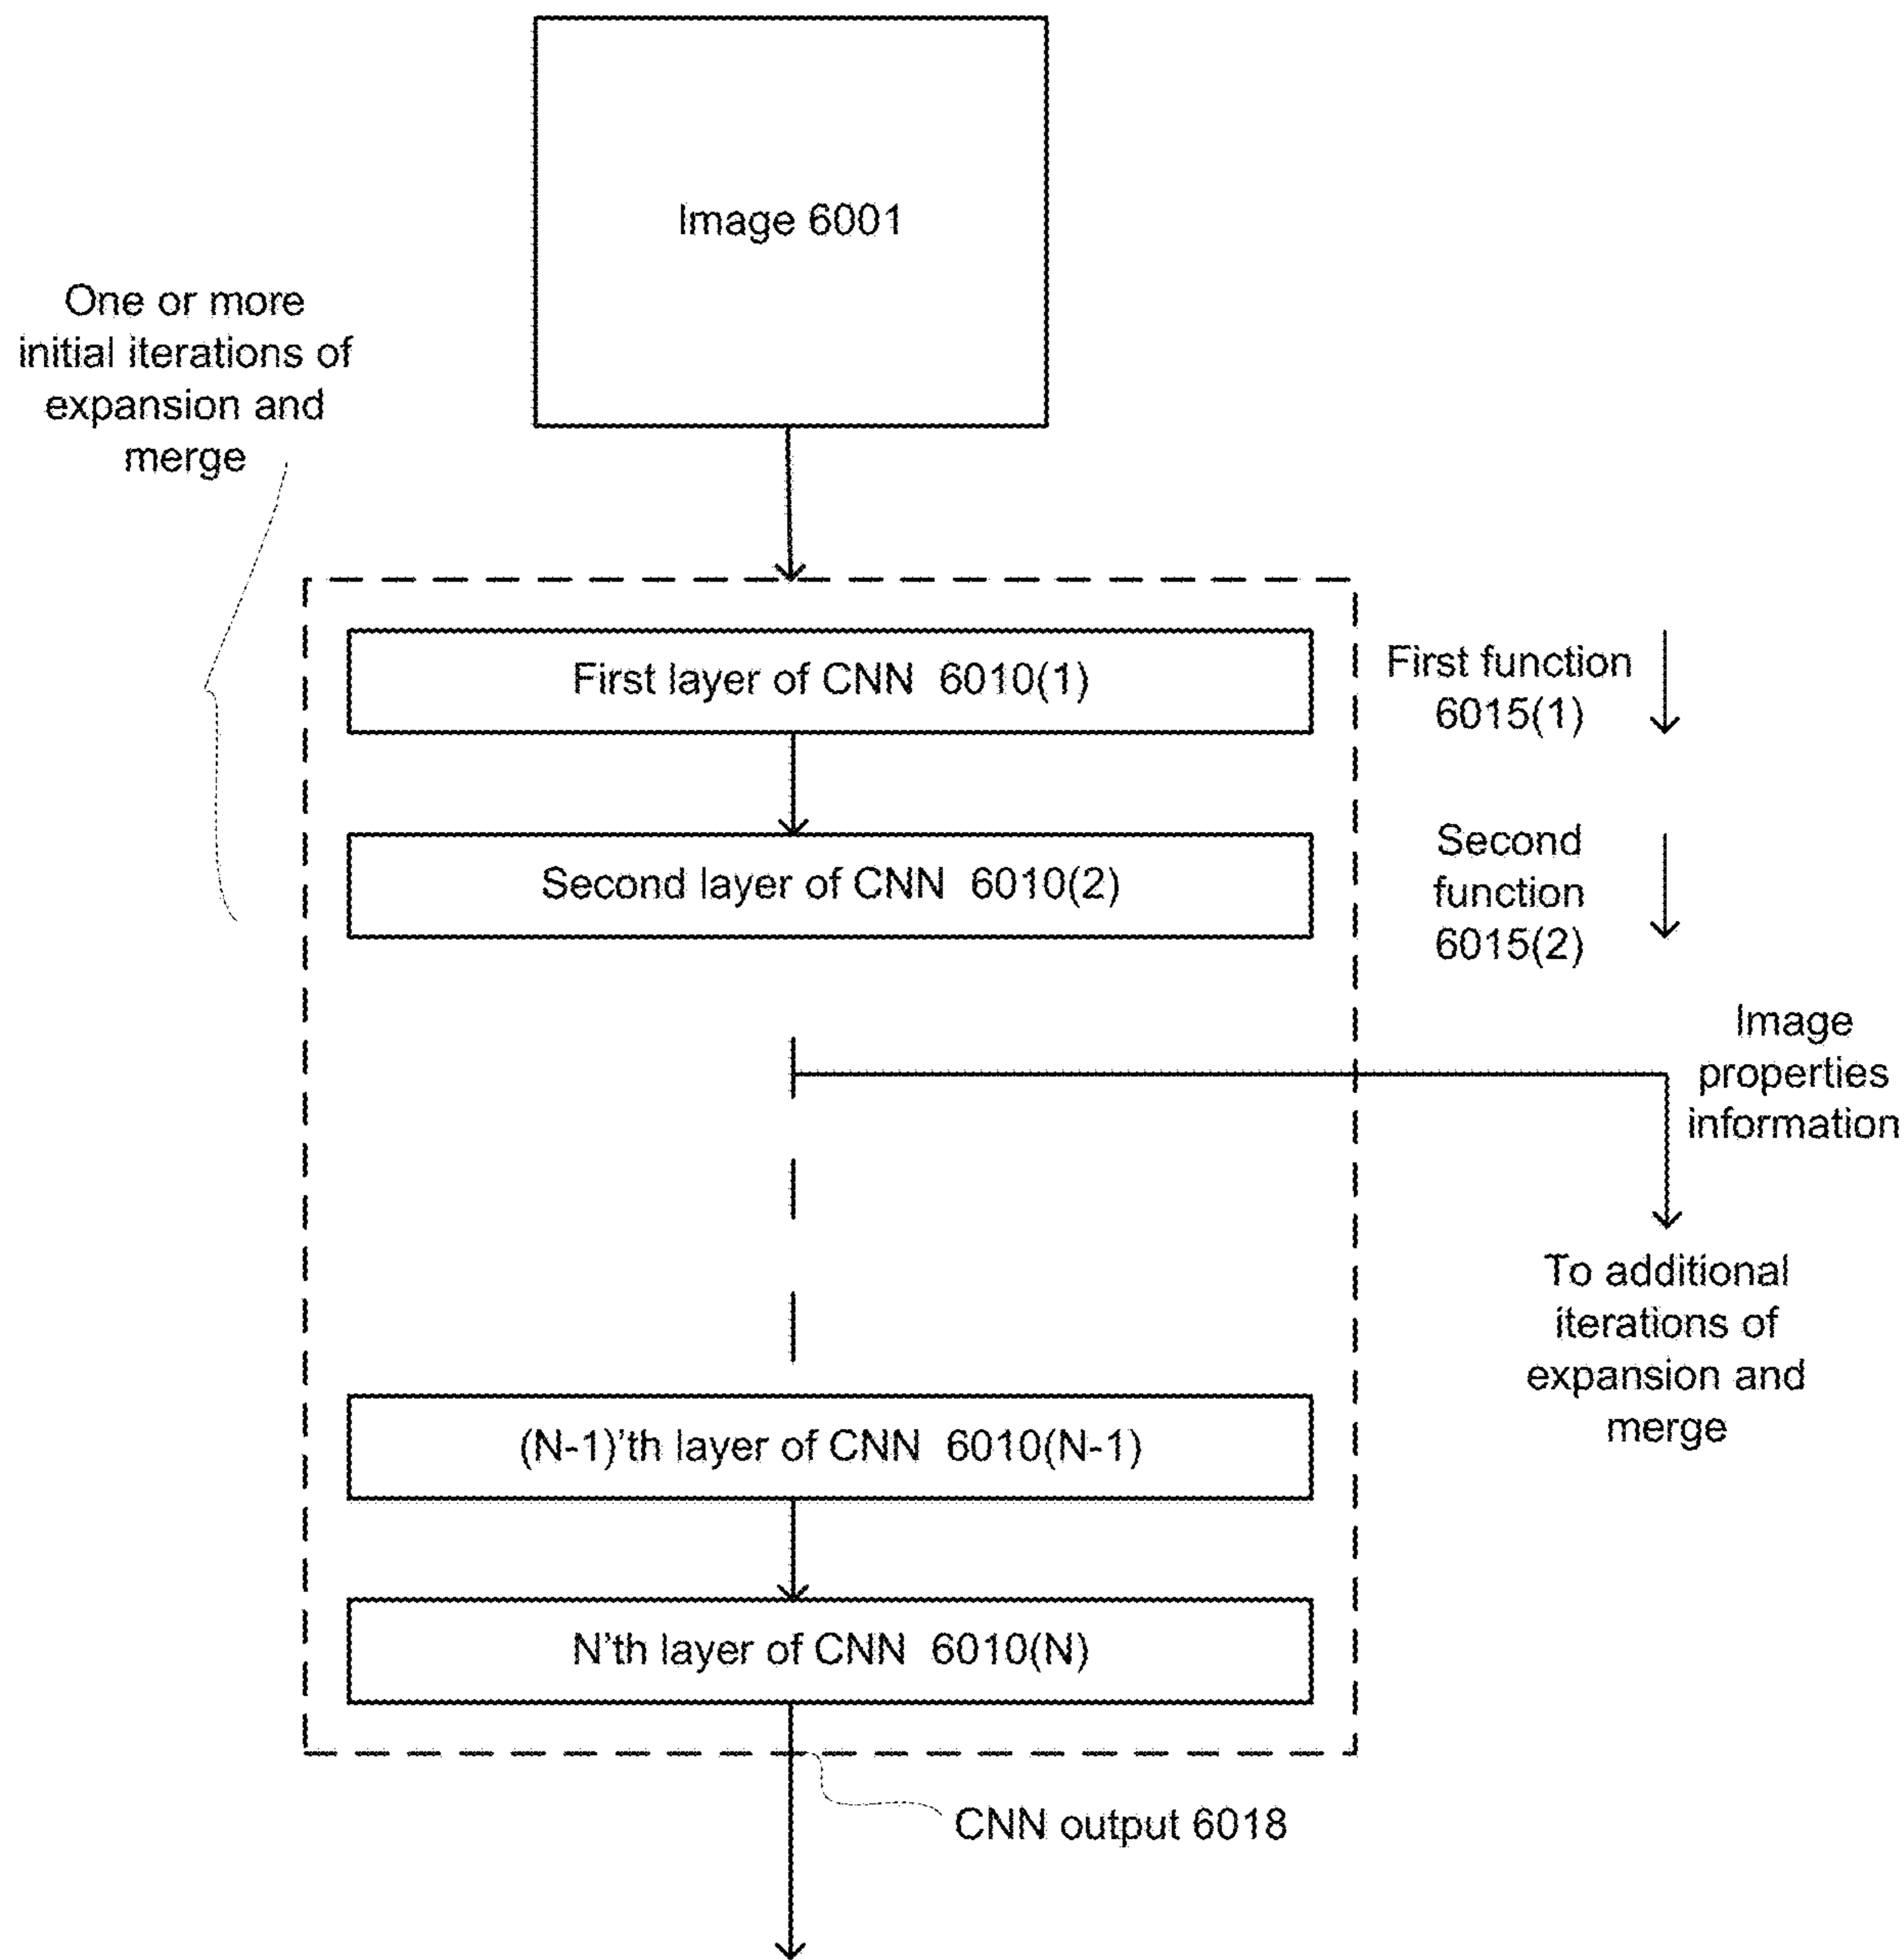 Image 6001
One or more
initial iterations of
expansion and
merge
First layer of CNN 6010(1)
First function
6015(1)
Second layer of CNN 6010(2)
Second
function
6015(2)
Image
properties
information
To additional
iterations of
expansion and
merge
(N-1)'th layer of CNN 6010(N-1)
N'th layer of CNN 6010(N)
CNN output 6018